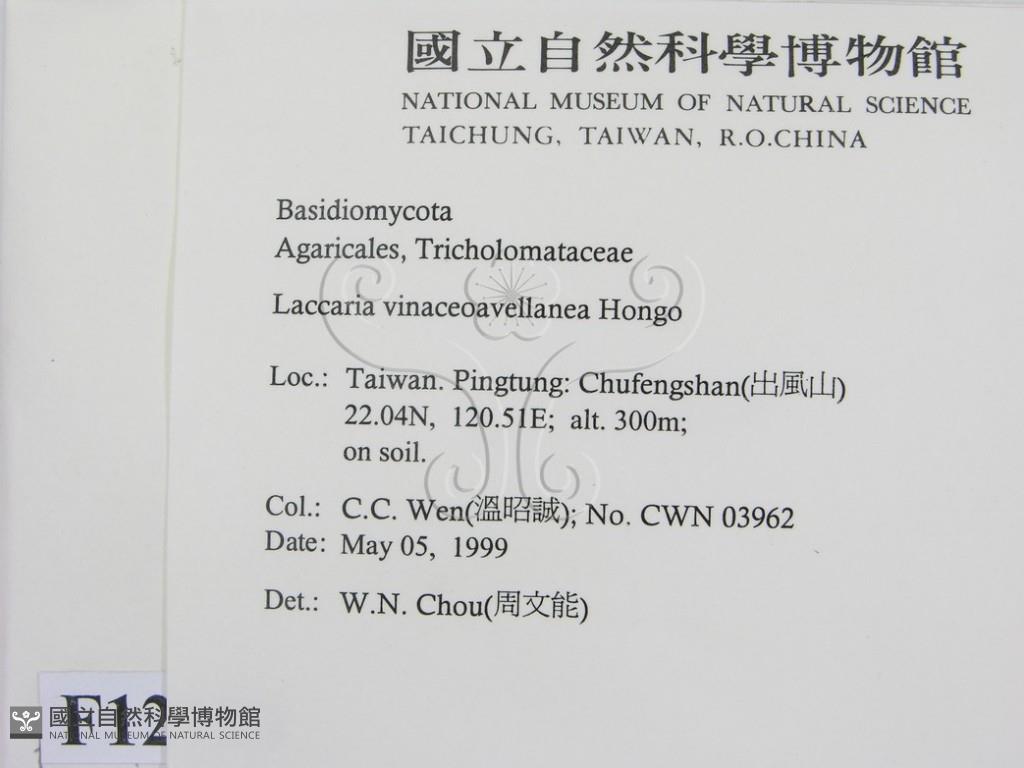 國立自然科學博物館
NATIONAL MUSEUM OF NATURAL SCIENCE
TAICHUNG, TAIWAN, R.O.CHINA
Basidiomycota
Agaricales, Tricholomataceae
Laccaria vinaceoavellanea Hongo
Loc.: Taiwan. Pingtung: Chufengshan(出風山)
22.04N, 120.51E; alt. 300m;
on soil.
Col.: C.C. Wen(溫昭誠); No. CWN 03962
Date: May 05, 1999
Det.: W.N. Chou(周文能)
F12
國立自然科學博物館
NATIONAL MUSEUM OF NATURAL SCIENCE